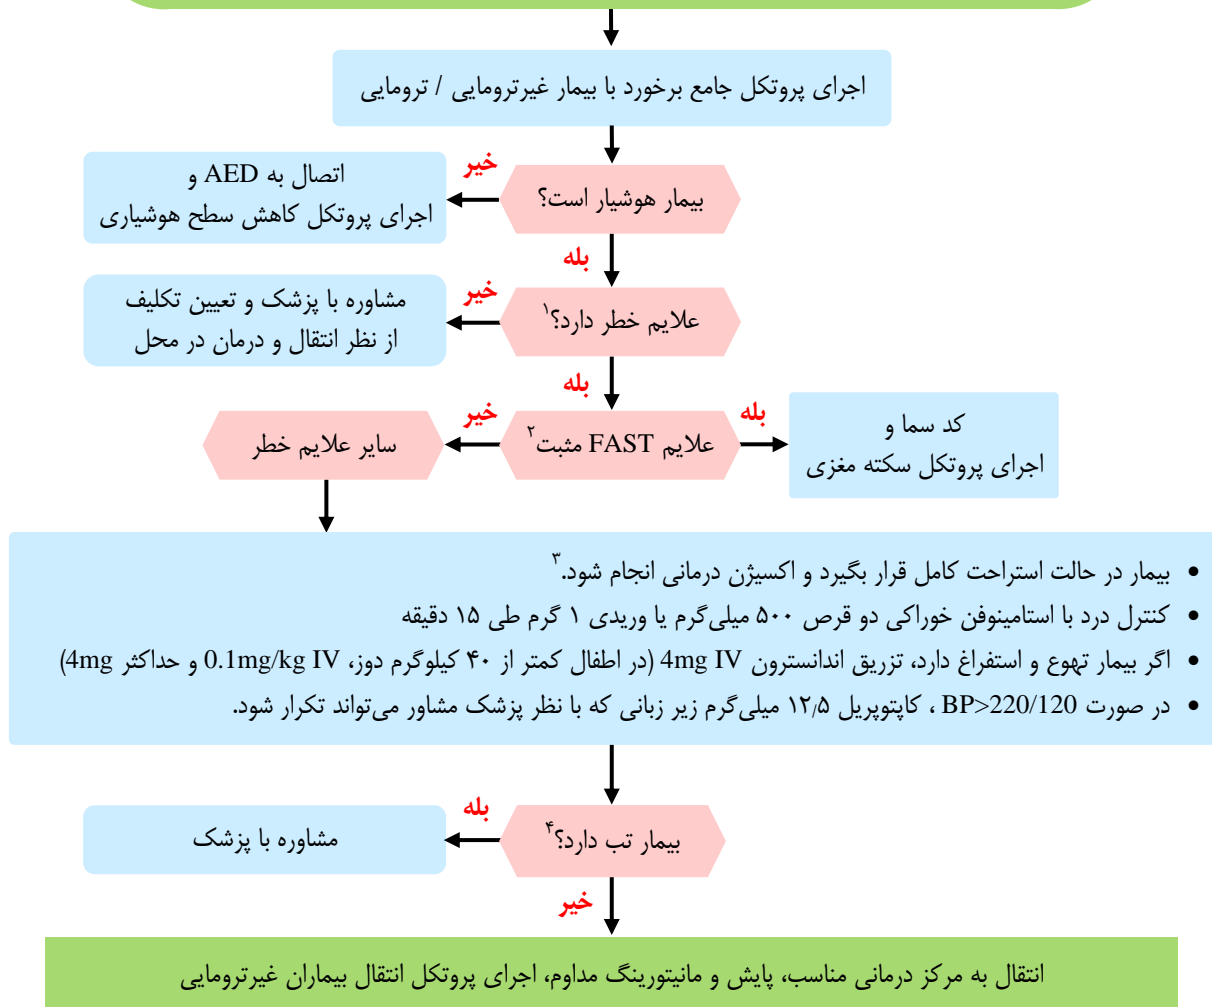 اجرای پروتکل جامع برخورد با بیمار غیرترومایی / ترومایی
بیمار هوشیار است؟
خیر
اتصال به AED و
اجرای پروتکل کاهش سطح هوشیاری
بله
علایم خطر دارد؟۱
خیر
مشاوره با پزشک و تعیین تکلیف
از نظر انتقال و درمان در محل
بله
علایم FAST مثبت۲
بله
کد سما و
اجرای پروتکل سکته مغزی
خیر
سایر علایم خطر
• بیمار در حالت استراحت کامل قرار بگیرد و اکسیژن درمانی انجام شود.۳
• کنترل درد با استامینوفن خوراکی دو قرص ۵۰۰ میلی‌گرم یا وریدی ۱ گرم طی ۱۵ دقیقه
• اگر بیمار تهوع و استفراغ دارد، تزریق اندانسترون 4mg IV (در اطفال کمتر از ۴۰ کیلوگرم دوز، 0.1mg/kg IV و حداکثر 4mg)
• در صورت BP>220/120 ، کاپتوپریل ۱۲٫۵ میلی‌گرم زیر زبانی که با نظر پزشک مشاور می‌تواند تکرار شود.
بیمار تب دارد؟۴
بله
مشاوره با پزشک
خیر
انتقال به مرکز درمانی مناسب، پایش و مانیتورینگ مداوم، اجرای پروتکل انتقال بیماران غیرترومایی